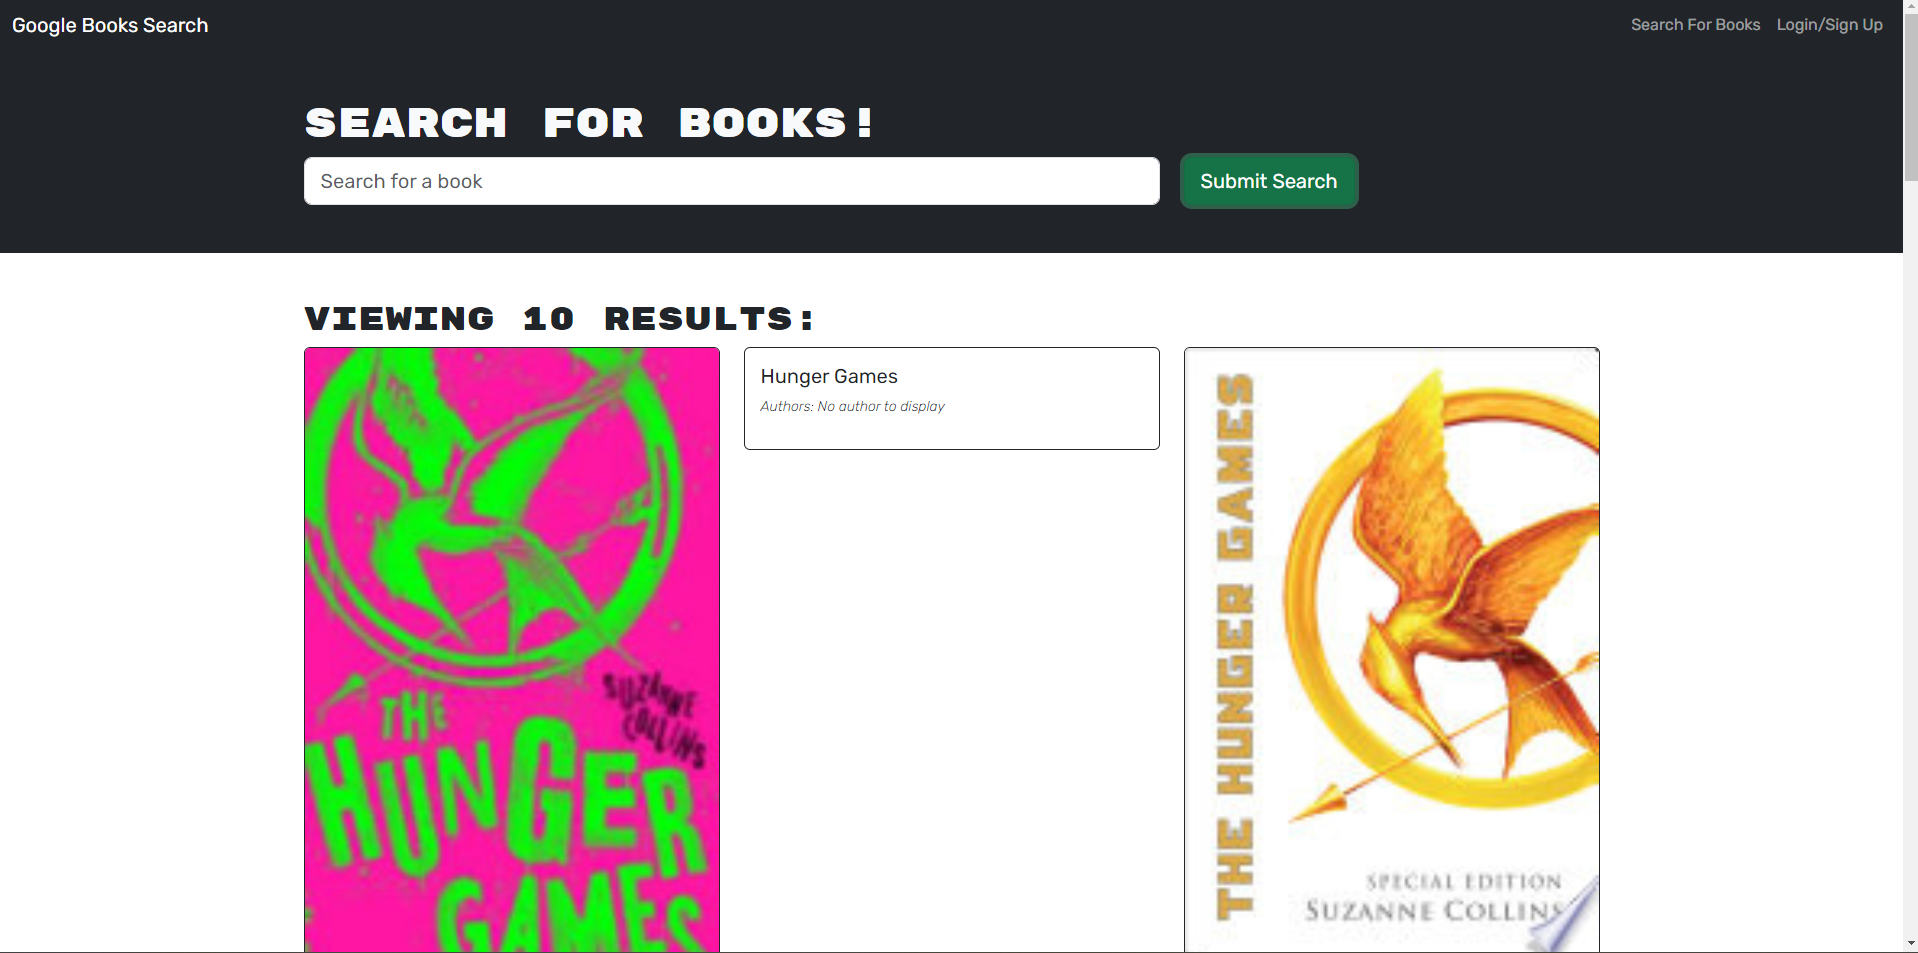 Google Books Search
Search For Books Login/Sign Up
SEARCH FOR BOOKS!
Search for a book
Submit Search
VIEWING 10 RESULTS:
THE
HUNGER
GAMES
SUZANNE
COLLINS
Hunger Games
Authors: No author to display
THE HUNGER GAMES
SPECIAL EDITION
SUZANNE COLLINS